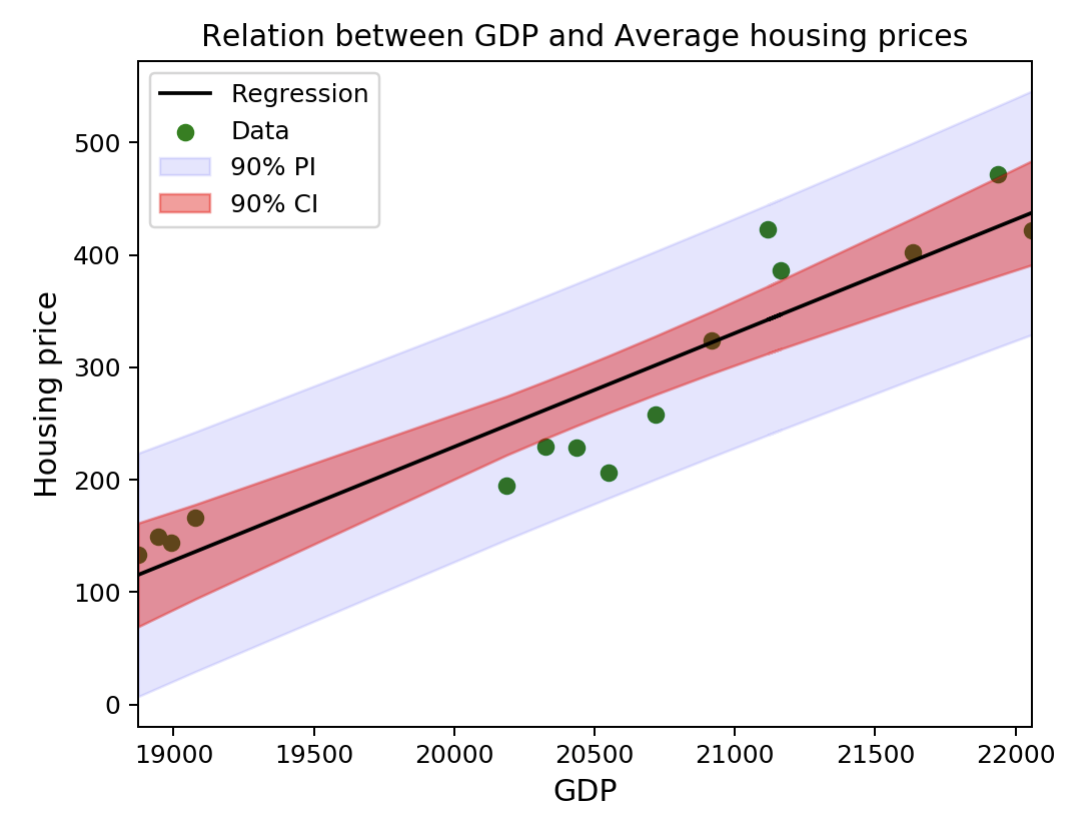 Relation between GDP and Average housing prices
Regression
Data
90% PI
90% CI
Housing price
500
400
300
200
100
0
19000 19500 20000 20500 21000 21500 22000
GDP